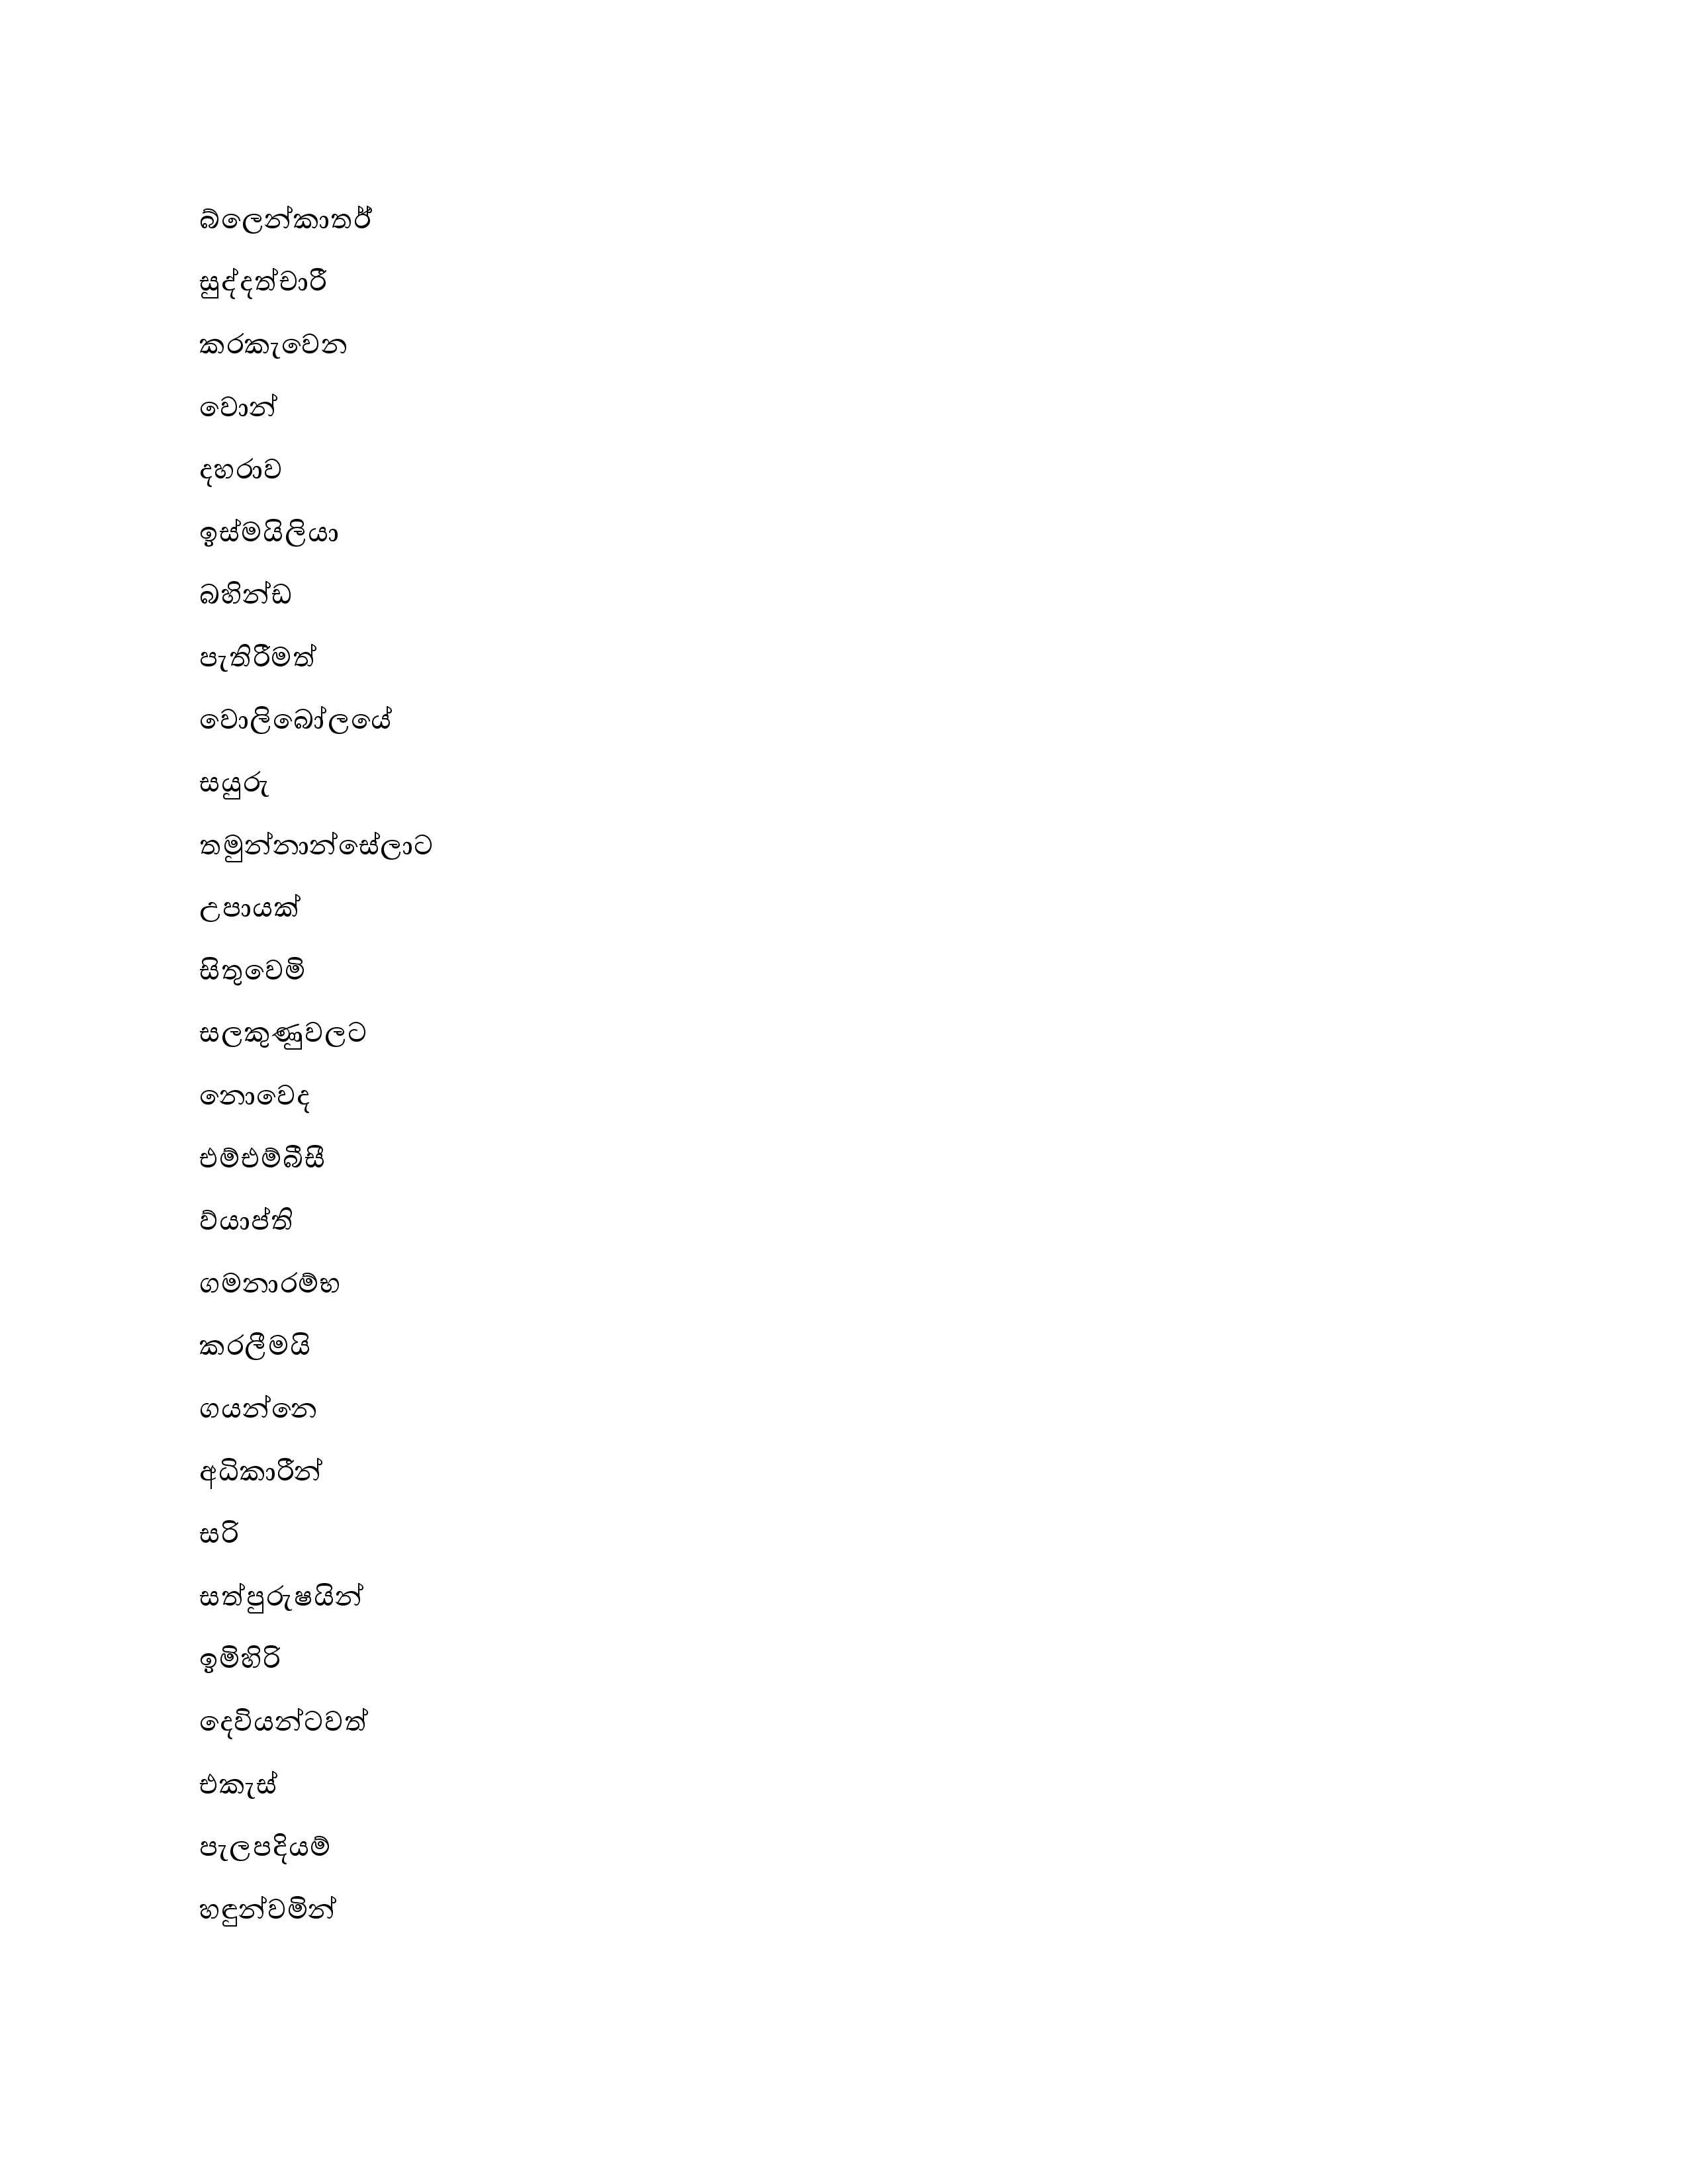 බ්ලෙන්කාර්ත්
සුද්දත්චාරී
කරකැවෙන
වොන්
දහරාව
ඉස්මයිලියා
බහින්ඩ
පැතිරීමත්
වොලිබෝලයේ
සයුරු
තමුන්නාන්සේලාට
උපායක්
සිතුවෙමි
සලකුණුවලට
නොවෙද
එම්එම්බීසී
ව්යාප්ති
ගමනාරම්භ
කරලීමයි
ගයන්නෙ
අධිකාරීන්
සරි
සත්පුරුෂයින්
ඉමිහිරි
දෙවියන්ටවත්
එකැස්
පැලපදියම්
හඳුන්වමින්